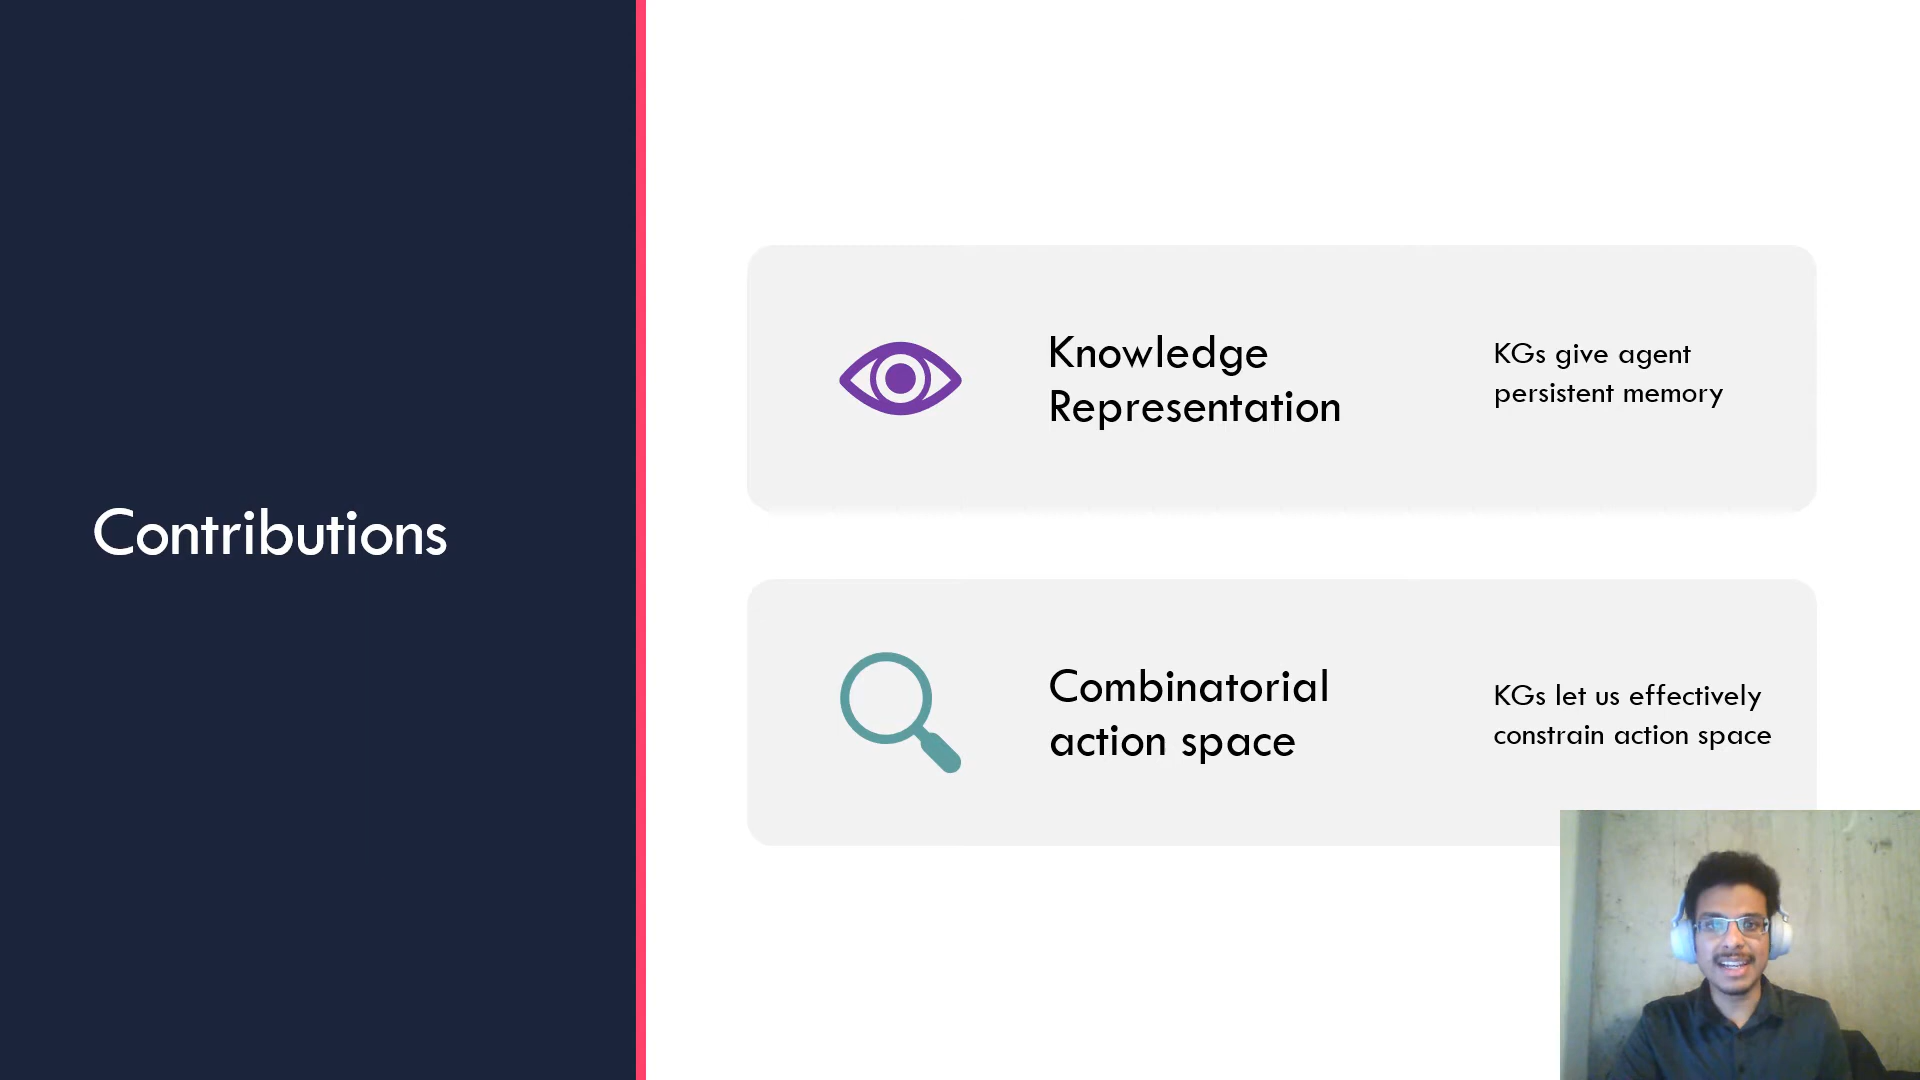 Contributions
Knowledge
Representation
KGs give agent
persistent memory
Combinatorial
action space
KGs let us effectively
constrain action space